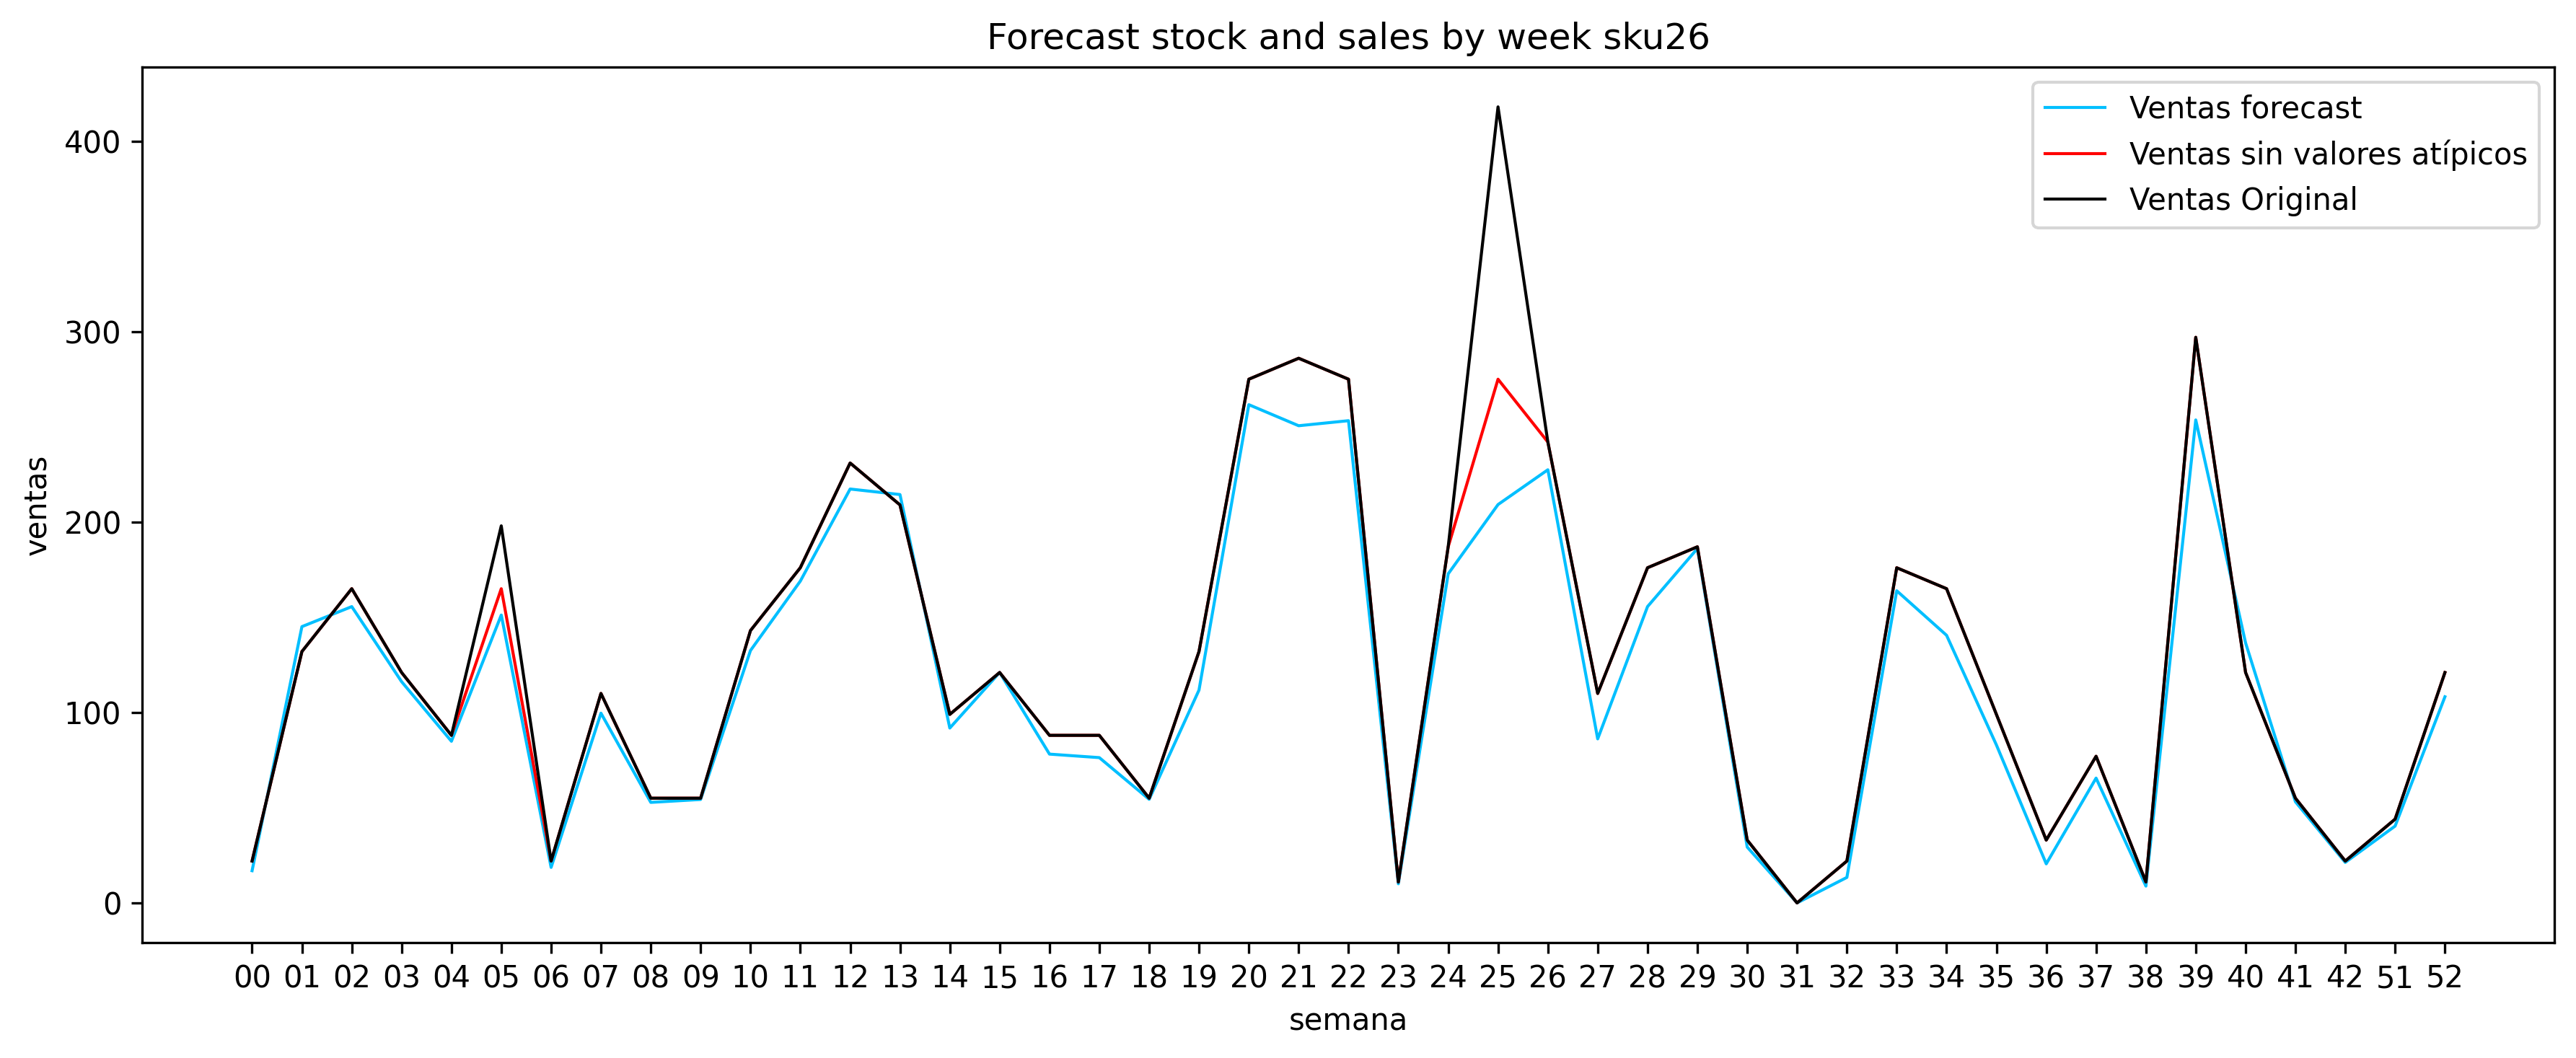 Forecast stock and sales by week sku26
Ventas forecast
Ventas sin valores atípicos
Ventas Original
400
300
200
100
0
ventas
00 01 02 03 04 05 06 07 08 09 10 11 12 13 14 15 16 17 18 19 20 21 22 23 24 25 26 27 28 29 30 31 32 33 34 35 36 37 38 39 40 41 42 51 52
semana